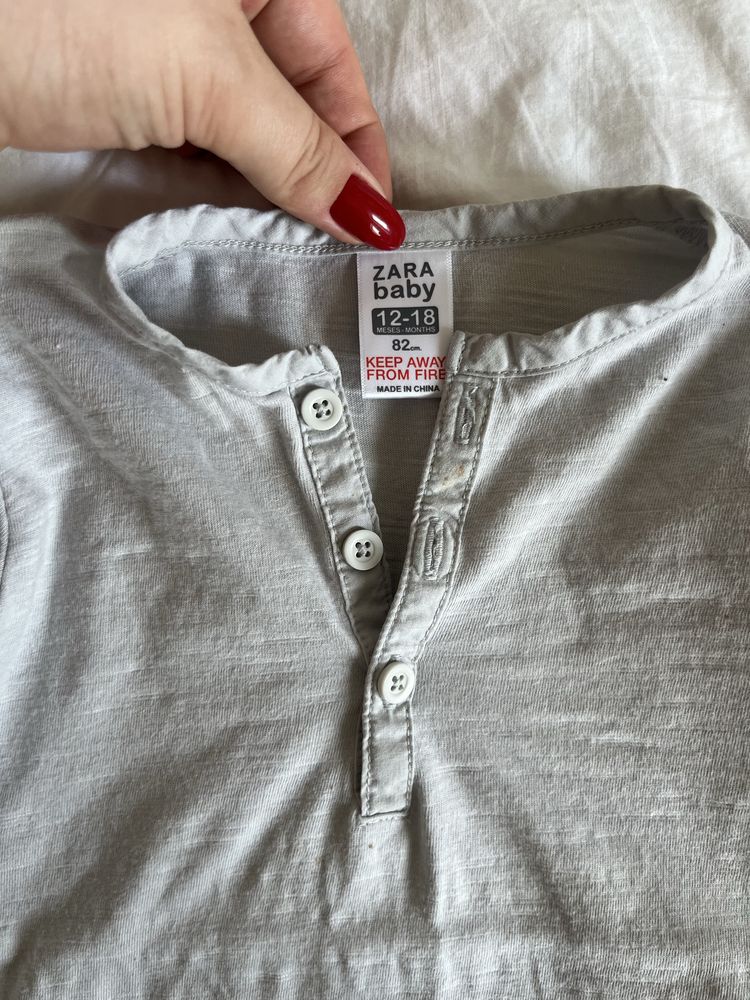 ZARA
baby
12-18
MESES - MONTHS
82cm.
KEEP AWAY
FROM FIRE
MADE IN CHINA